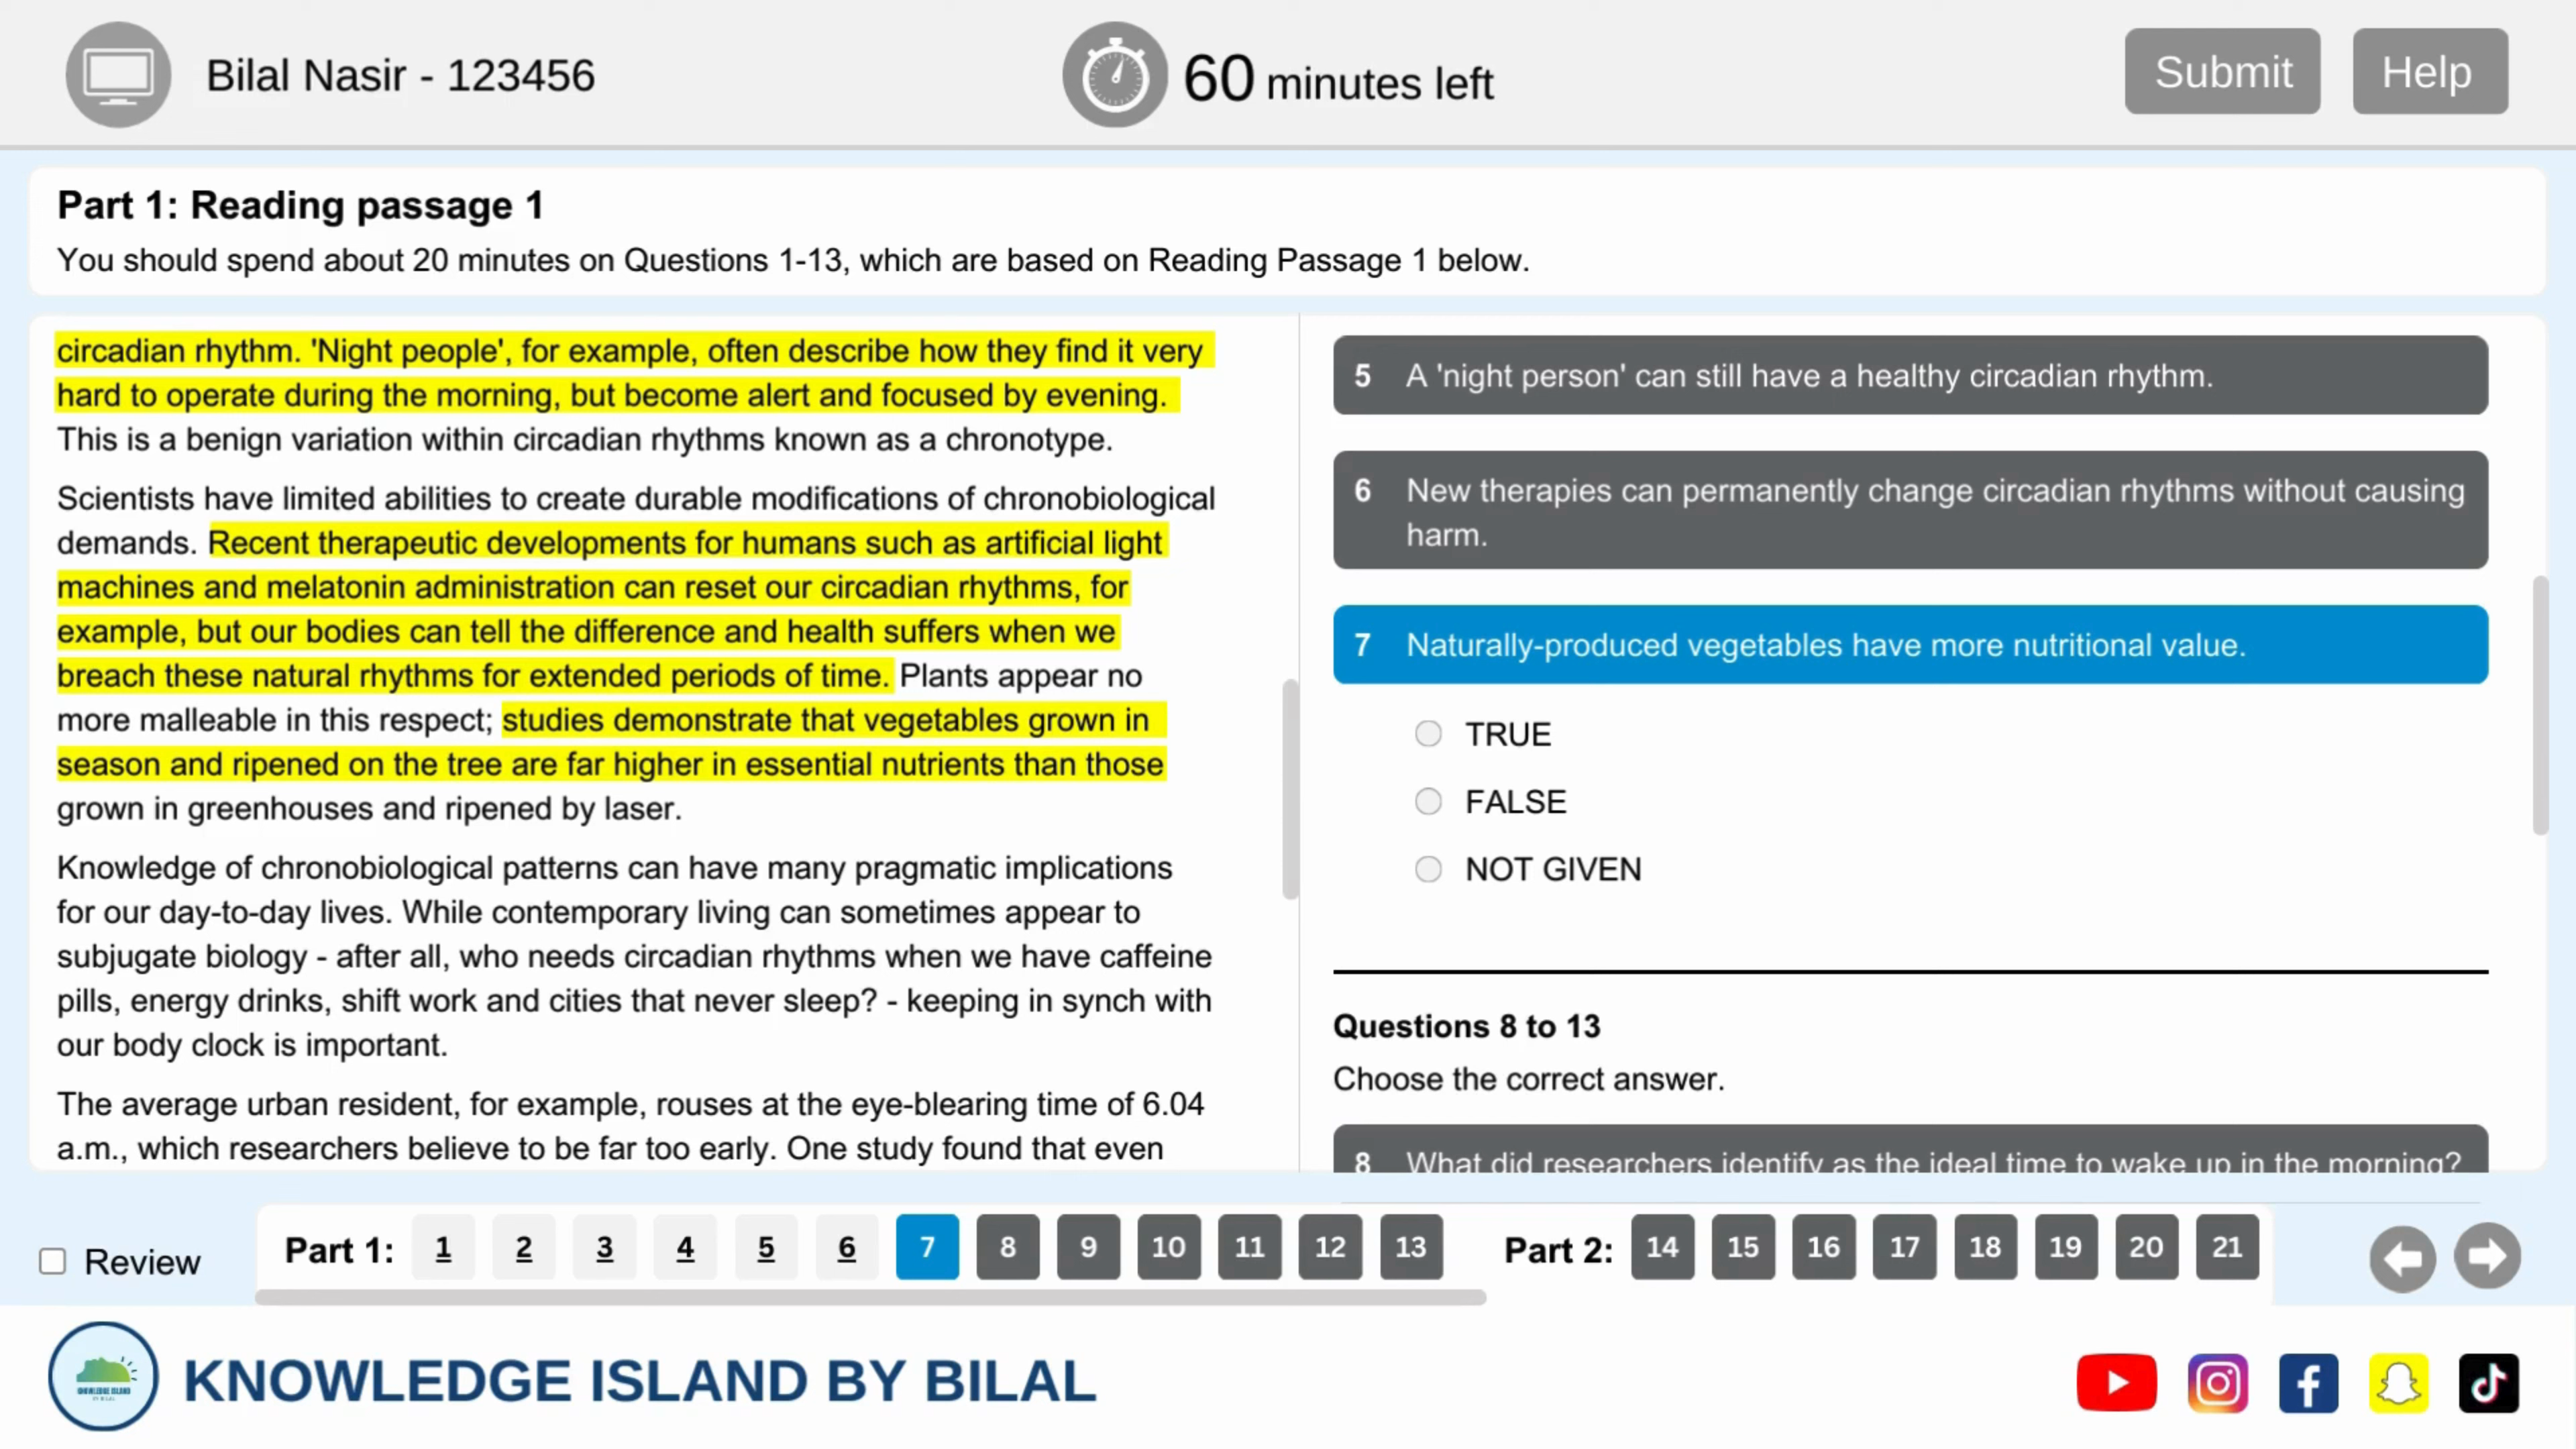 Bilal Nasir - 123456
60 minutes left
Submit
Help
Part 1: Reading passage 1
You should spend about 20 minutes on Questions 1-13, which are based on Reading Passage 1 below.
circadian rhythm. 'Night people', for example, often describe how they find it very
hard to operate during the morning, but become alert and focused by evening.
This is a benign variation within circadian rhythms known as a chronotype.
Scientists have limited abilities to create durable modifications of chronobiological
demands. Recent therapeutic developments for humans such as artificial light
machines and melatonin administration can reset our circadian rhythms, for
example, but our bodies can tell the difference and health suffers when we
breach these natural rhythms for extended periods of time. Plants appear no
more malleable in this respect; studies demonstrate that vegetables grown in
season and ripened on the tree are far higher in essential nutrients than those
grown in greenhouses and ripened by laser.
Knowledge of chronobiological patterns can have many pragmatic implications
for our day-to-day lives. While contemporary living can sometimes appear to
subjugate biology - after all, who needs circadian rhythms when we have caffeine
pills, energy drinks, shift work and cities that never sleep? - keeping in synch with
our body clock is important.
The average urban resident, for example, rouses at the eye-blearing time of 6.04
a.m., which researchers believe to be far too early. One study found that even
5 A 'night person' can still have a healthy circadian rhythm.
6 New therapies can permanently change circadian rhythms without causing
harm.
7 Naturally-produced vegetables have more nutritional value.
TRUE
FALSE
NOT GIVEN
Questions 8 to 13
Choose the correct answer.
8 What did researchers identify as the ideal time to wake up in the morning?
Review
Part 1: 1 2 3 4 5 6 7 8 9 10 11 12 13
Part 2: 14 15 16 17 18 19 20 21
KNOWLEDGE ISLAND
BY BILAL
KNOWLEDGE ISLAND BY BILAL